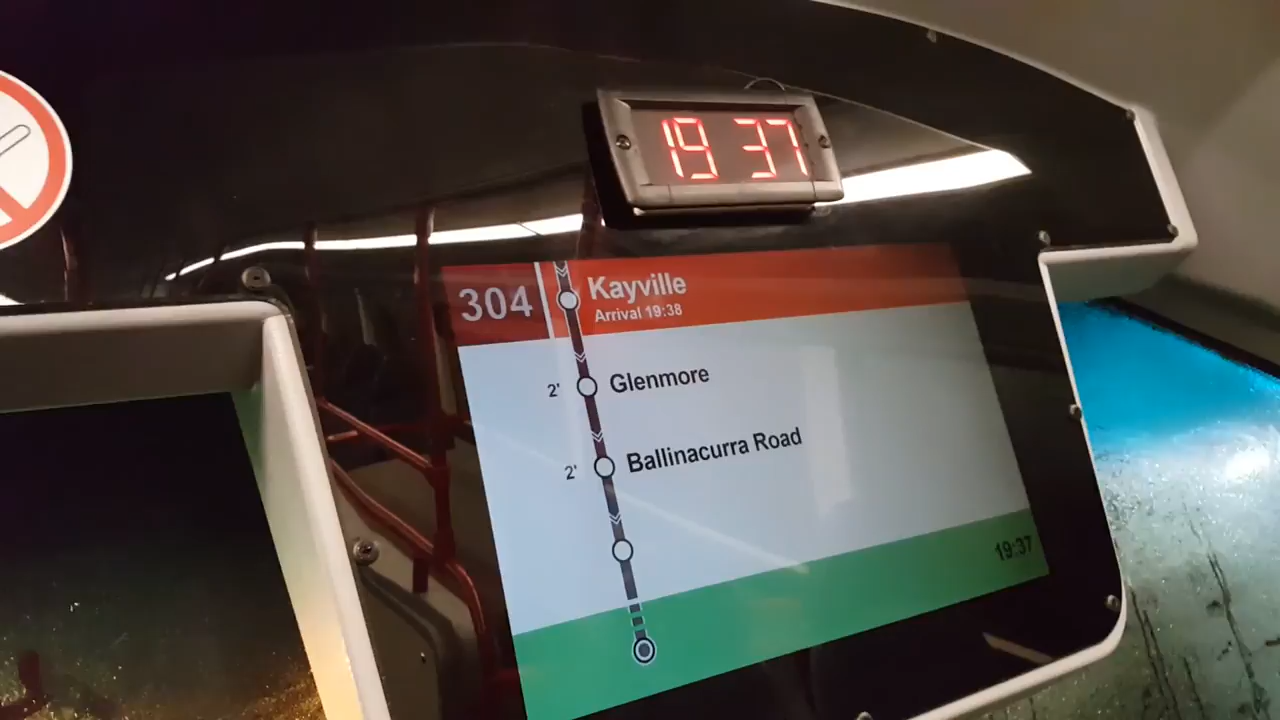 19 37
304
Kayville
Arrival 19:38
2' Glenmore
2' Ballinacurra Road
19:37